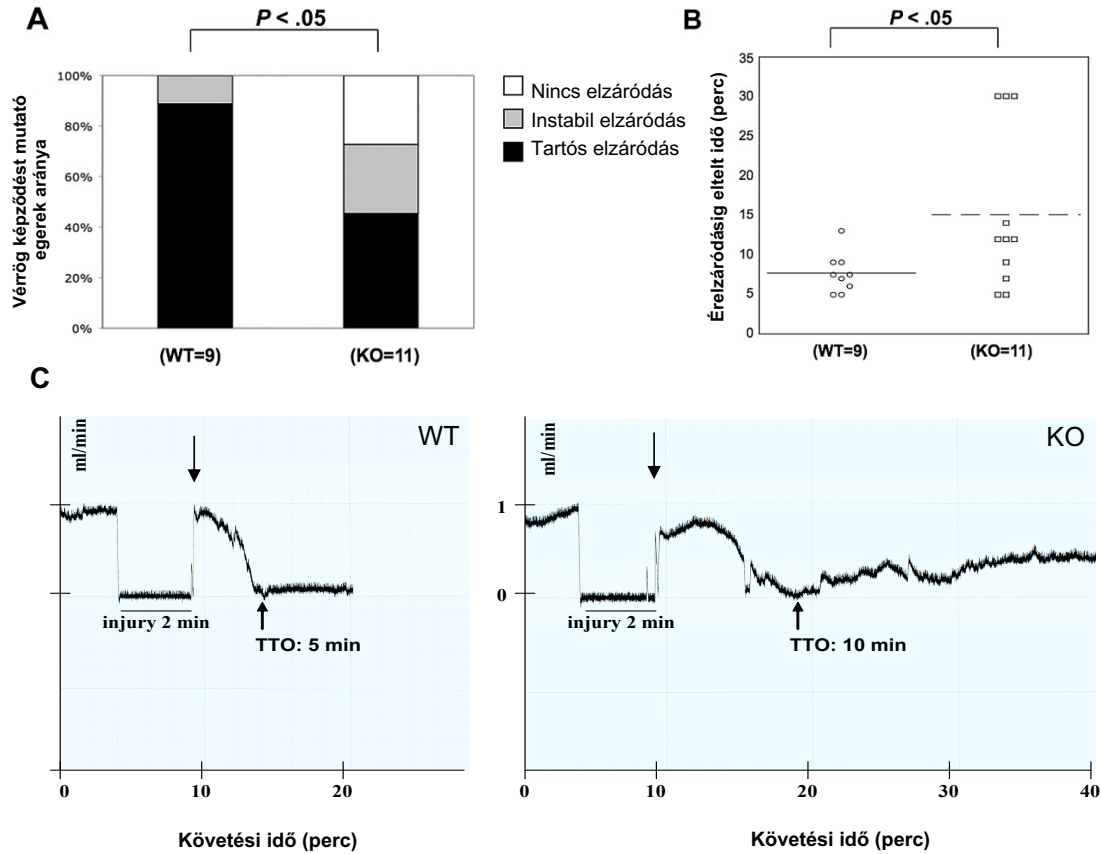 A
P < .05
Vérrög képződést mutató
egerek aránya
100%
80%
60%
40%
20%
0%
(WT=9)
(KO=11)
Nincs elzáródás
Instabil elzáródás
Tartós elzáródás
B
P < .05
Érelzáródásig eltelt idő (perc)
35
30
25
20
15
10
5
0
(WT=9)
(KO=11)
C
ml/min
WT
injury 2 min
TTO: 5 min
0
10
20
Követési idő (perc)
ml/min
KO
1
0
injury 2 min
TTO: 10 min
0
10
20
30
40
Követési idő (perc)